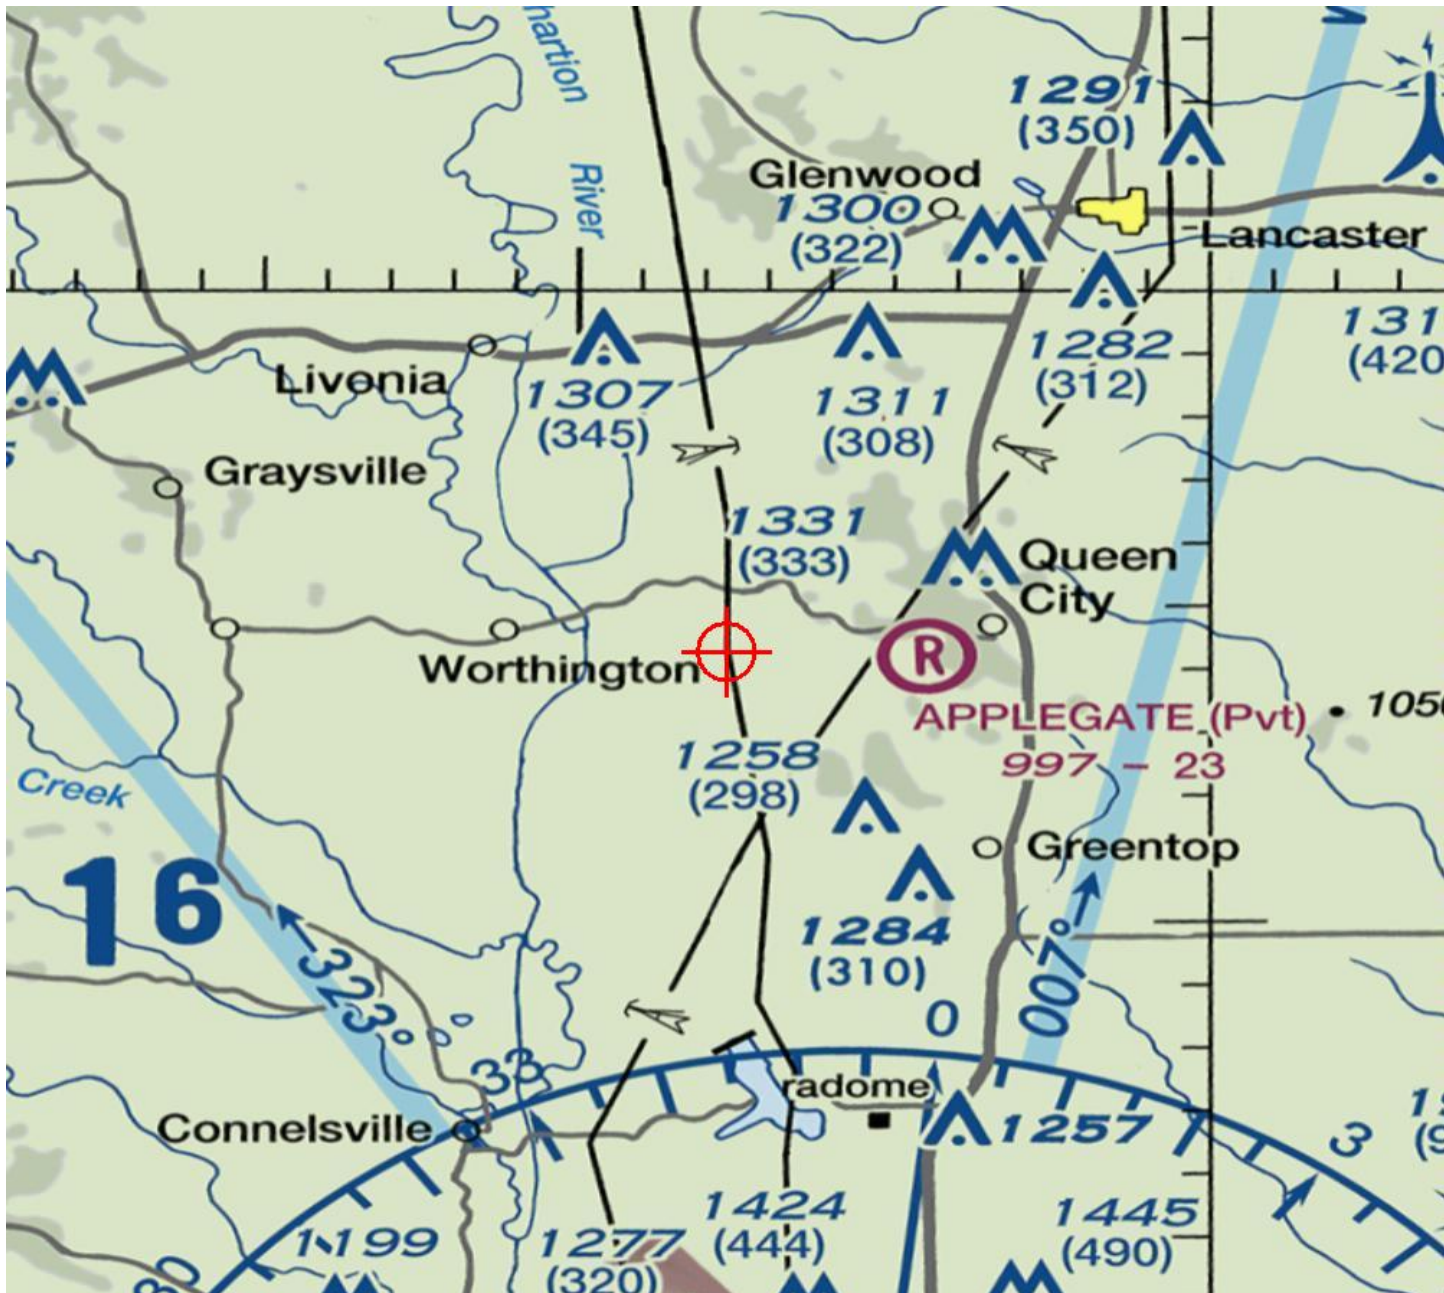 hartion
River
1291
(350)
Glenwood
1300
(322)
Lancaster
1282
(312)
131
(420
Livonia
1307
(345)
1311
(308)
Graysville
1331
(333)
Queen
City
Worthington
R
APPLEGATE (Pvt)
997 - 23
105
1258
(298)
Creek
Greentop
16
1284
(310)
323°
007°
0
33
radome
Connelsville
1257
3
1424
(444)
1445
(490)
1199
1277
(320)
30